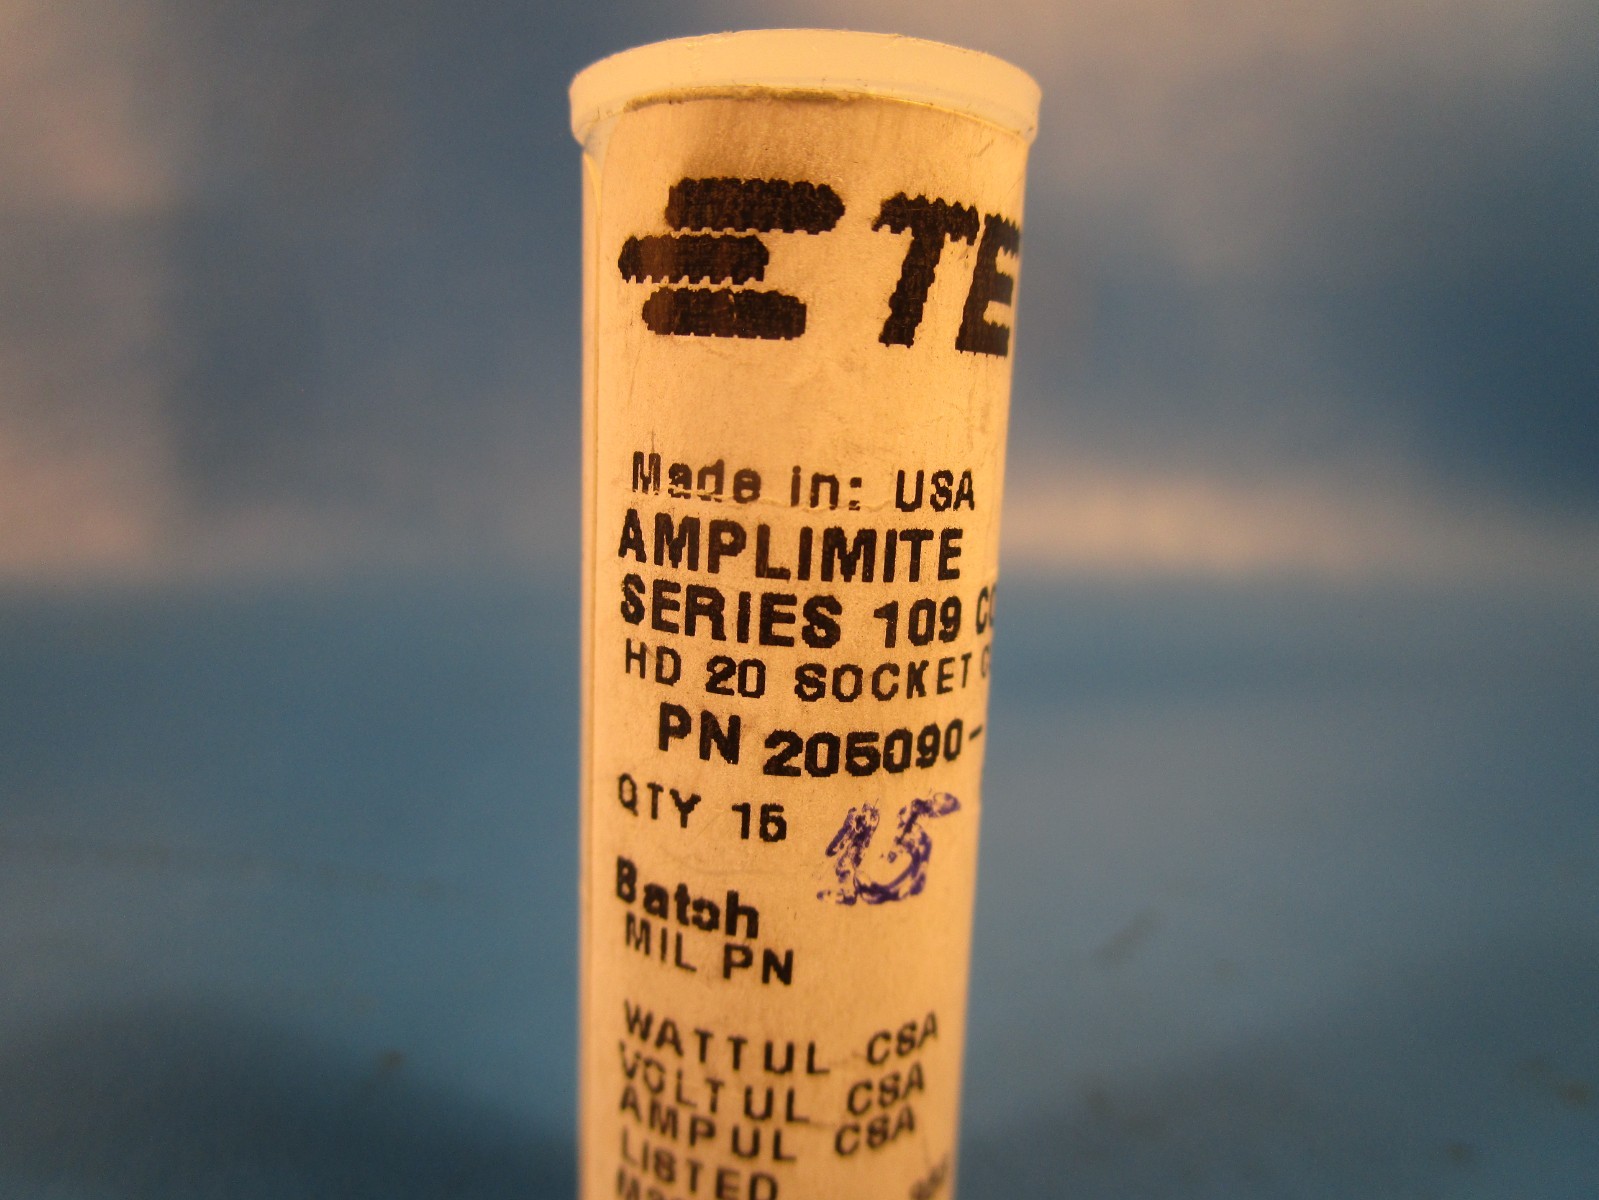 TE
Made in: USA
AMPLIMITE
SERIES 109
HD 20 SOCKET
PN 205090-
QTY 15 15
Batch
MIL PN
WATTUL CSA
VOLTUL CSA
AMPUL CSA
LISTED